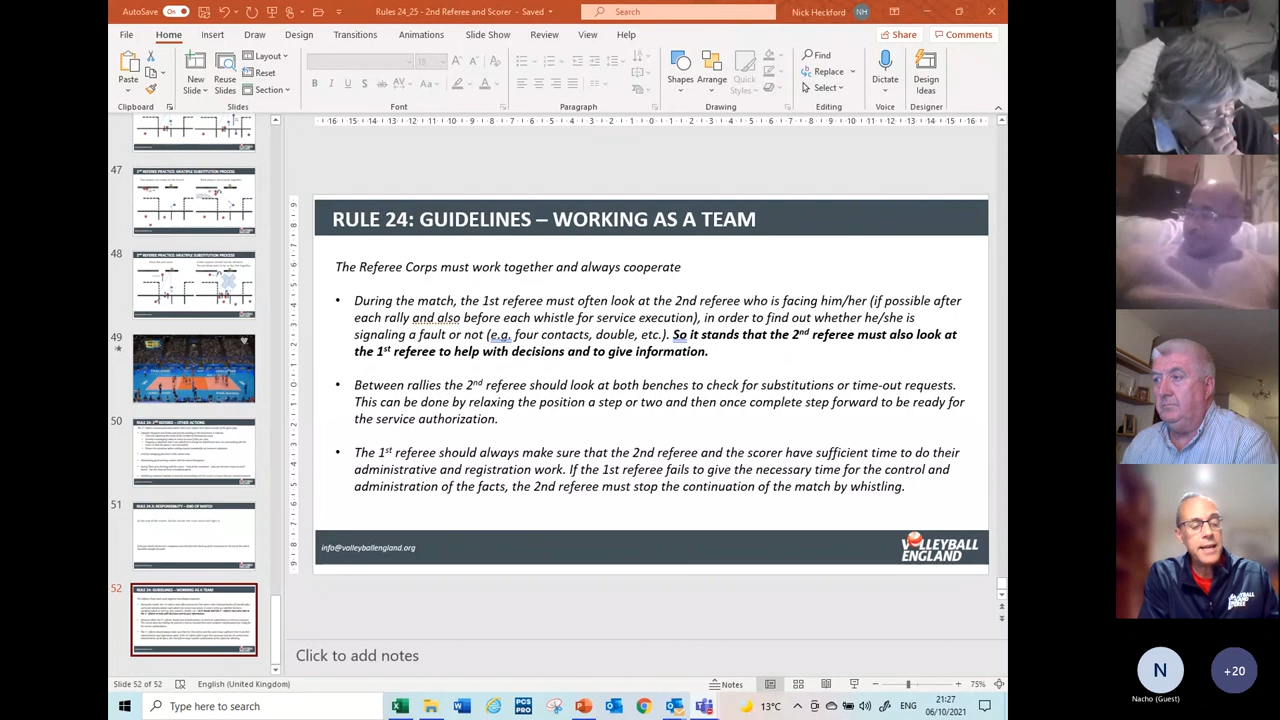 AutoSave On Rules 24_25 - 2nd Referee and Scorer - Saved Search Nick Heckford NH
File Home Insert Draw Design Transitions Animations Slide Show Review View Help Share Comments
Paste New Slide Reuse Slides Layout Reset Section Shapes Arrange Quick Styles Find Replace Select Dictate Design Ideas
Clipboard Slides Font Paragraph Drawing Editing Voice Designer
47
48
49
50
51
52
RULE 24: GUIDELINES – WORKING AS A TEAM
The Referee Corps must work together and always cooperate
• During the match, the 1st referee must often look at the 2nd referee who is facing him/her (if possible after
each rally and also before each whistle for service execution), in order to find out whether he/she is
signaling a fault or not (e.g. four contacts, double, etc.). So it stands that the 2nd referee must also look at
the 1st referee to help with decisions and to give information.
• Between rallies the 2nd referee should look at both benches to check for substitutions or time-out requests.
This can be done by relaxing the position a step or two and then once complete step forward to be ready for
the service authorization.
• The 1st referee should always make sure that the 2nd referee and the scorer have sufficient time to do their
administrative and registration work. If the 1st referee fails to give the necessary time for the control and
administration of the facts, the 2nd referee must stop the continuation of the match by whistling.
info@volleyballengland.org
VOLLEYBALL
ENGLAND
Click to add notes
Slide 52 of 52 English (United Kingdom) Notes 75%
Type here to search 13°C ENG 21:27
06/10/2021
N
Nacho (Guest)
+20